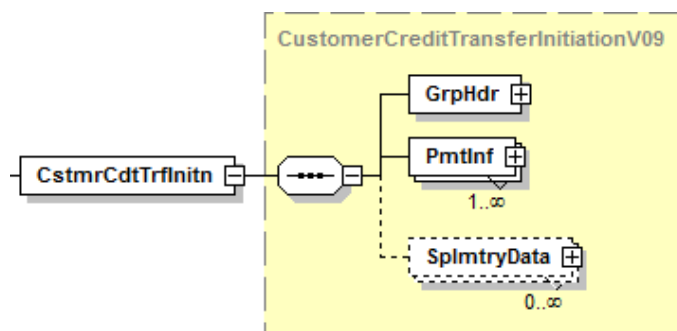 CustomerCreditTransferInitiationV09
GrpHdr
CstmrCdtTrfInitn
PmtInf
1..∞
SplmtryData
0..∞